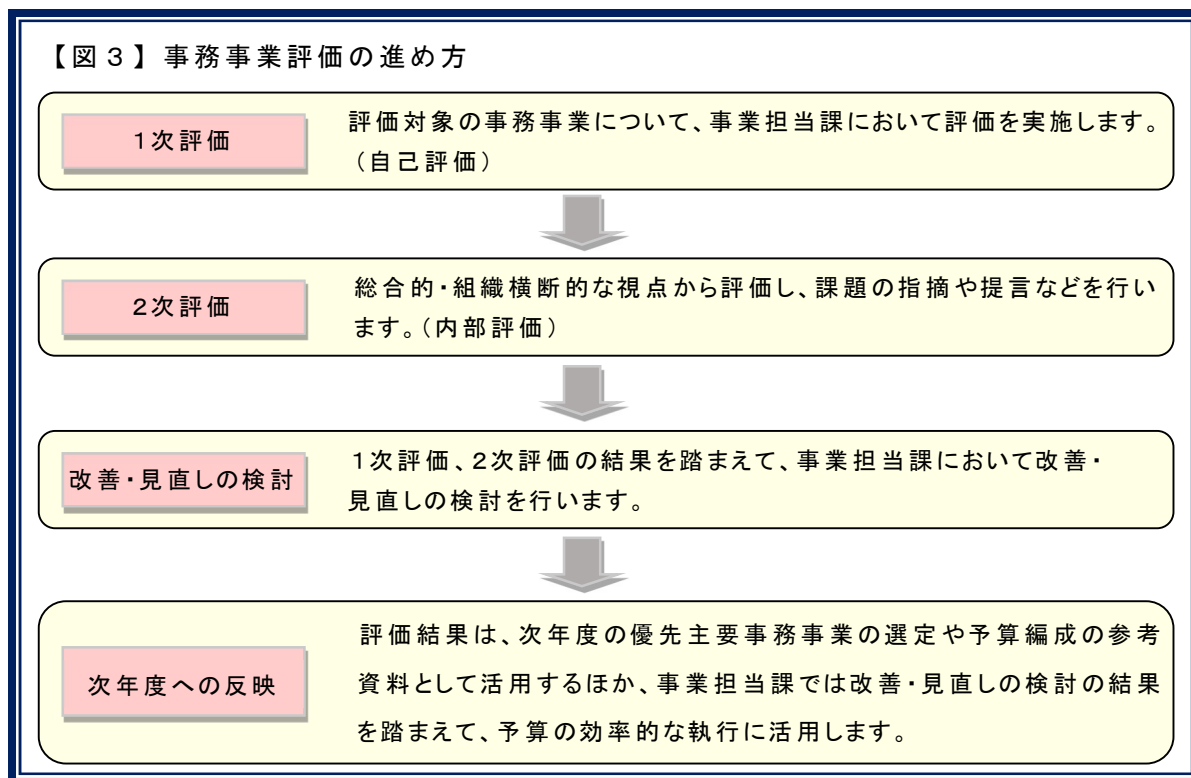 【図３】事務事業評価の進め方
１次評価
評価対象の事務事業について、事業担当課において評価を実施します。
（自己評価）
２次評価
総合的・組織横断的な視点から評価し、課題の指摘や提言などを行い
ます。（内部評価）
改善・見直しの検討
１次評価、２次評価の結果を踏まえて、事業担当課において改善・
見直しの検討を行います。
次年度への反映
評価結果は、次年度の優先主要事務事業の選定や予算編成の参考
資料として活用するほか、事業担当課では改善・見直しの検討の結果
を踏まえて、予算の効率的な執行に活用します。